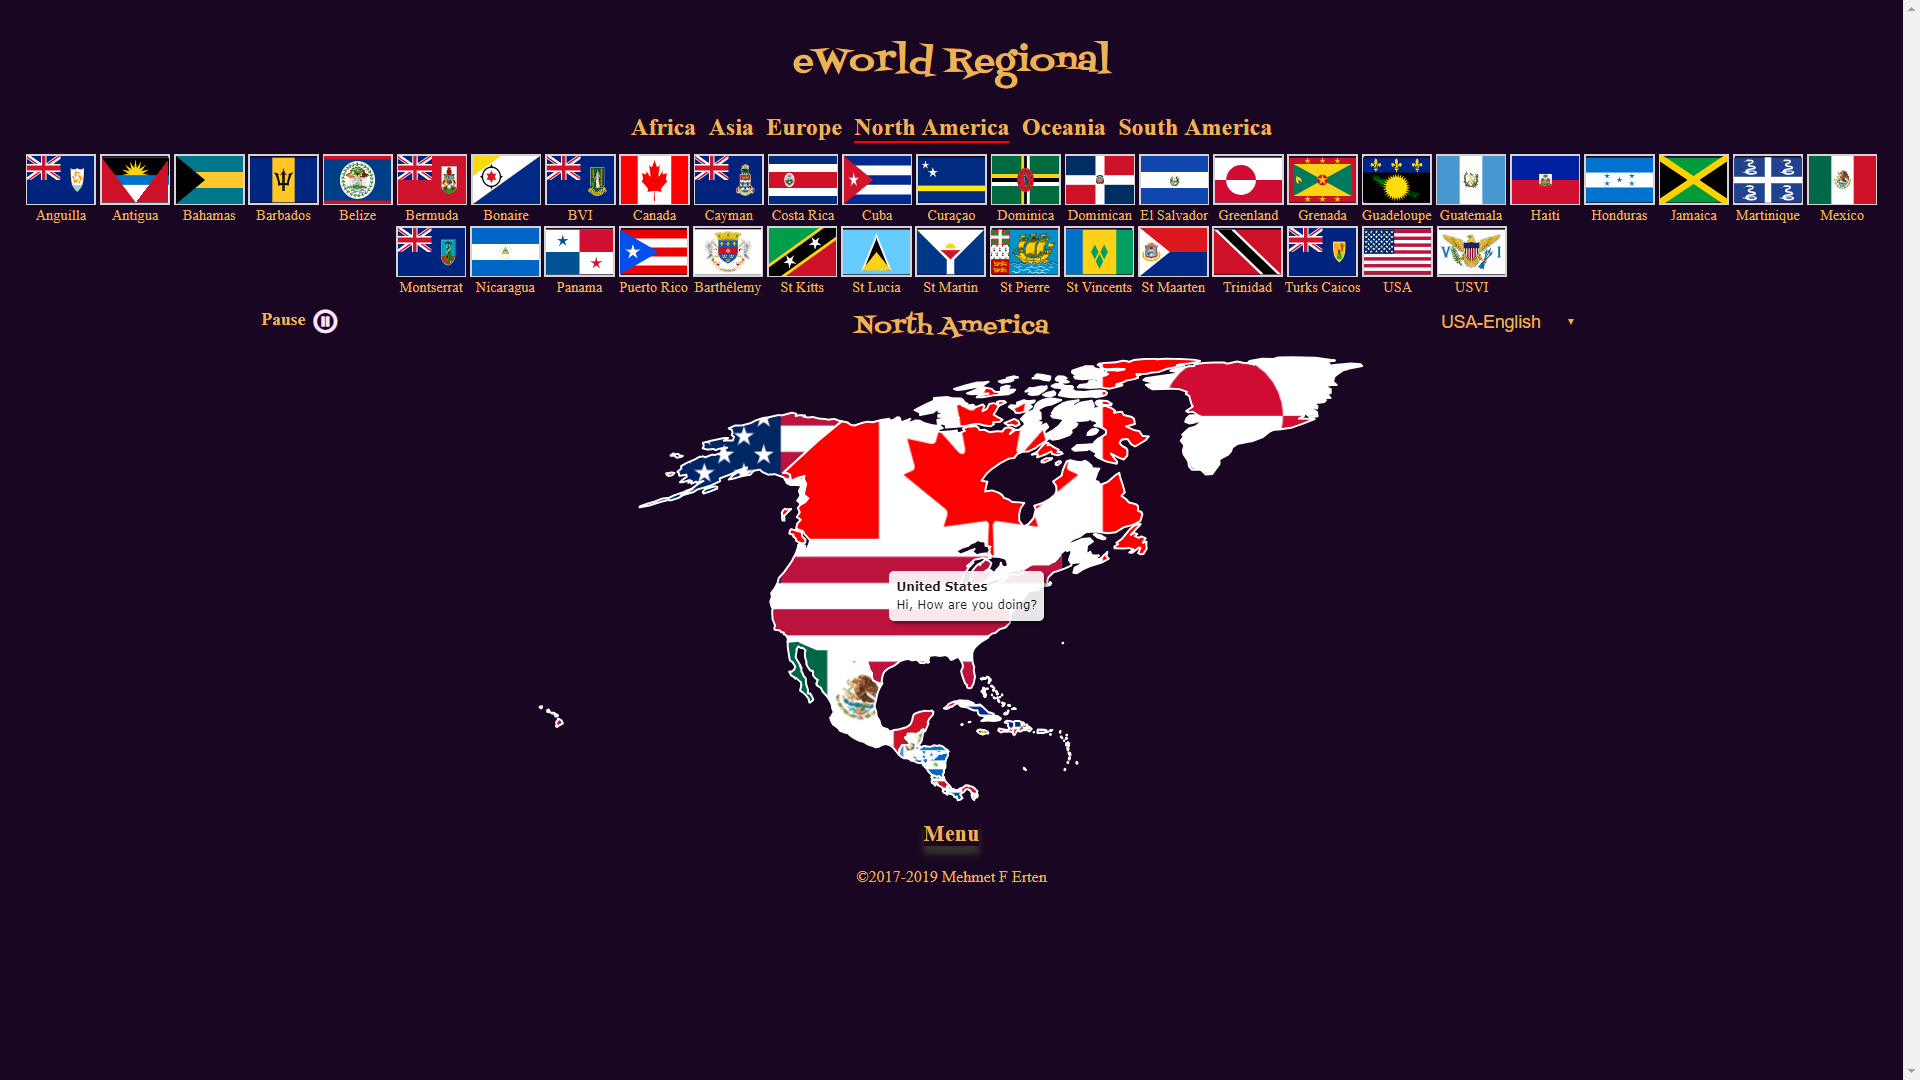 eWorld Regional
Africa Asia Europe North America Oceania South America
Anguilla Antigua Bahamas Barbados Belize Bermuda Bonaire BVI Canada Cayman Costa Rica Cuba Curaçao Dominica Dominican El Salvador Greenland Grenada Guadeloupe Guatemala Haiti Honduras Jamaica Martinique Mexico
V I
Montserrat Nicaragua Panama Puerto Rico Barthélemy St Kitts St Lucia St Martin St Pierre St Vincents St Maarten Trinidad Turks Caicos USA USVI
Pause North America USA-English
United States
Hi, How are you doing?
Menu
©2017-2019 Mehmet F Erten